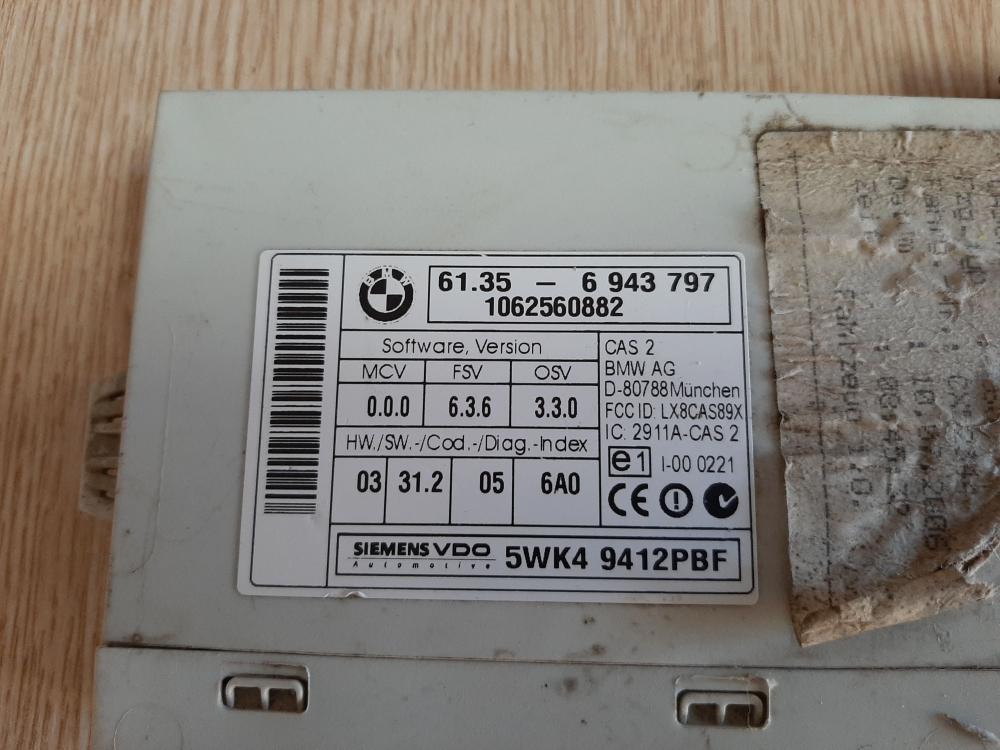 BMW
61.35 – 6 943 797
1062560882
Software, Version
MCV FSV OSV
0.0.0 6.3.6 3.3.0
HW./SW.-/Cod.-/Diag.-Index
03 31.2 05 6A0
CAS 2
BMW AG
D-80788 München
FCC ID: LX8CAS89X
IC: 2911A-CAS 2
e1 I-00 0221
CE
SIEMENS VDO
Automotive
5WK4 9412PBF